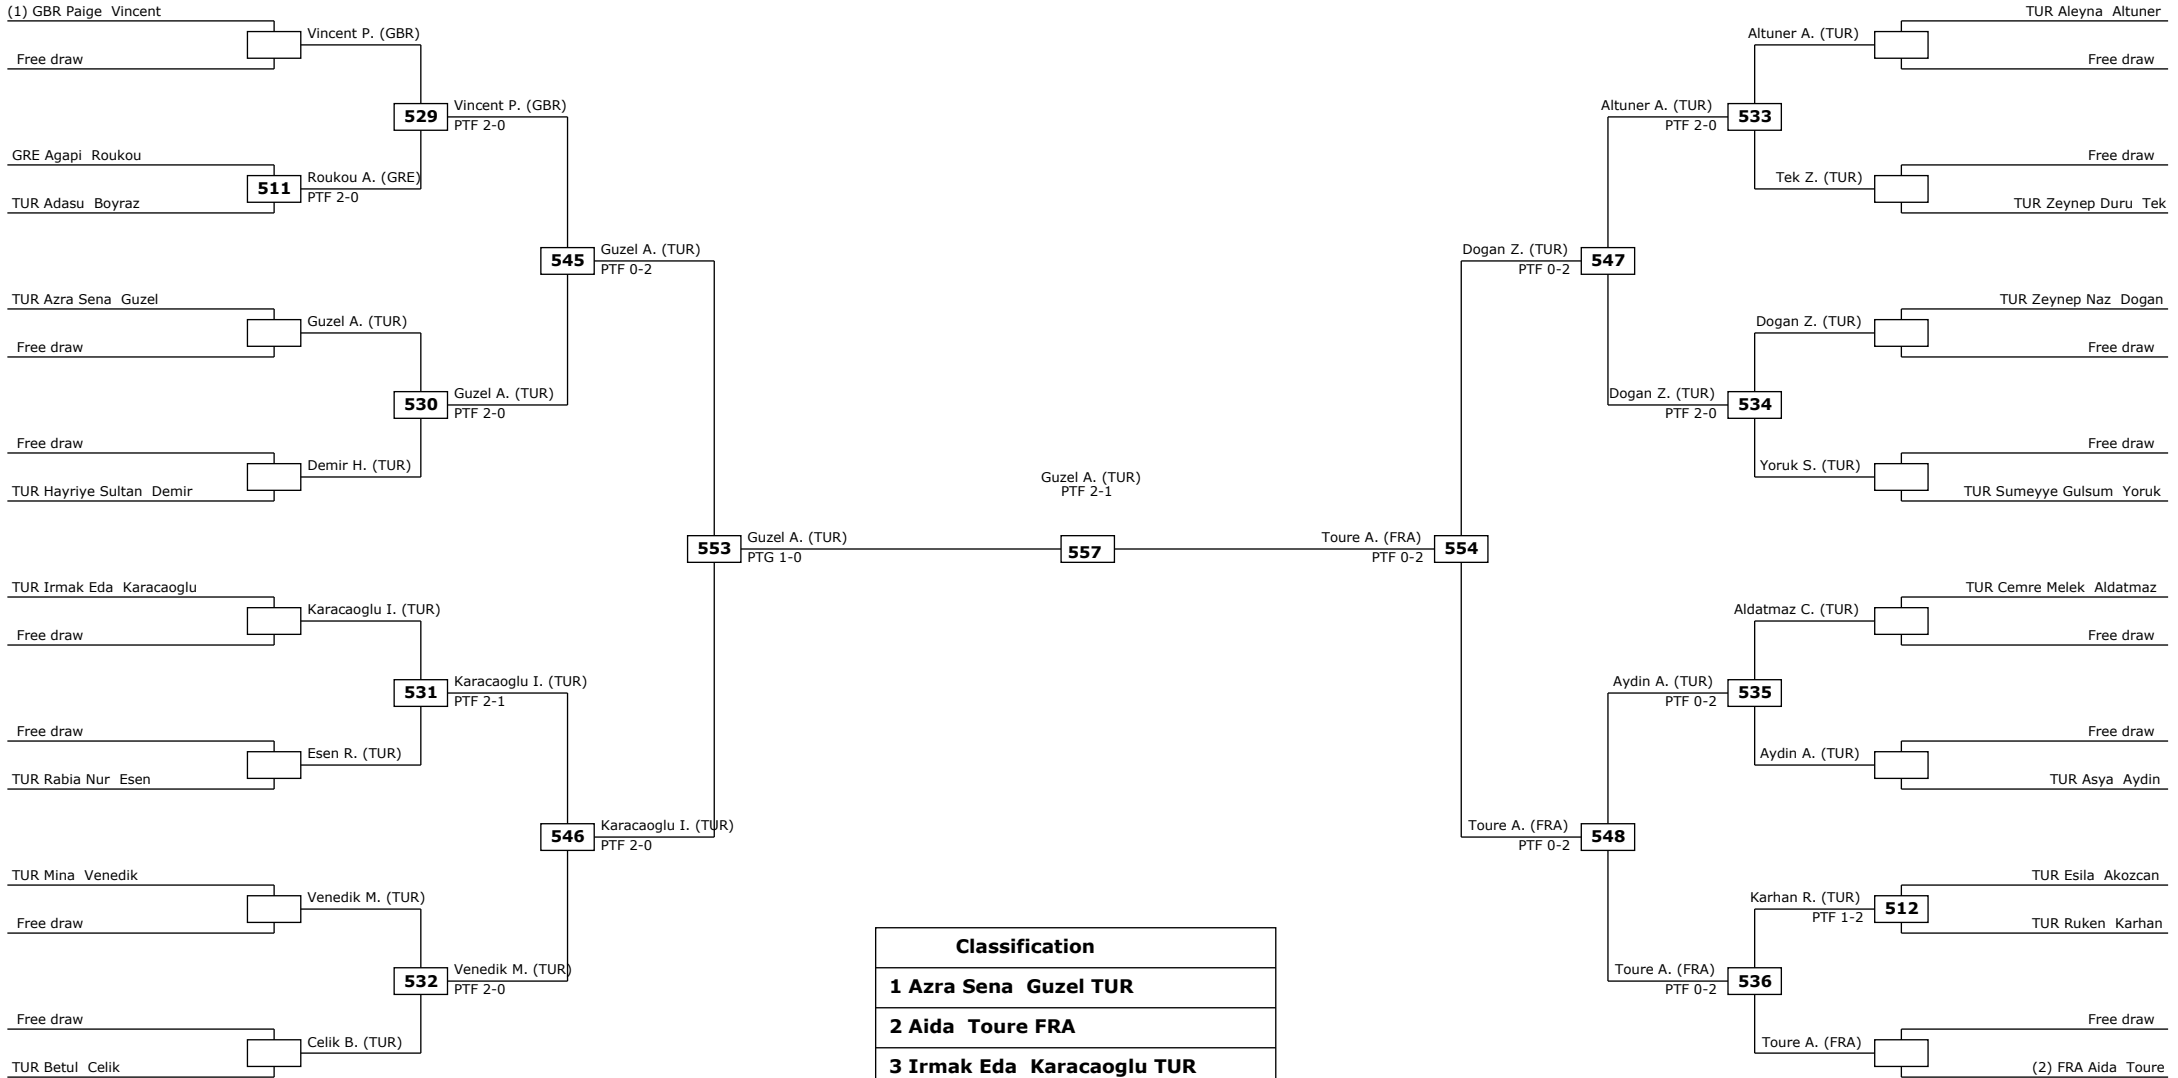 (1) GBR Paige  Vincent
Free draw
Vincent P. (GBR)
529
Vincent P. (GBR)
PTF 2-0
GRE Agapi  Roukou
511
Roukou A. (GRE)
PTF 2-0
TUR Adasu  Boyraz
545
Guzel A. (TUR)
PTF 0-2
TUR Azra Sena  Guzel
Guzel A. (TUR)
Free draw
530
Guzel A. (TUR)
PTF 2-0
Free draw
Demir H. (TUR)
TUR Hayriye Sultan  Demir
553
Guzel A. (TUR)
PTG 1-0
TUR Irmak Eda  Karacaoglu
Karacaoglu I. (TUR)
Free draw
531
Karacaoglu I. (TUR)
PTF 2-1
Free draw
Esen R. (TUR)
TUR Rabia Nur  Esen
546
Karacaoglu I. (TUR)
PTF 2-0
TUR Mina  Venedik
Venedik M. (TUR)
Free draw
532
Venedik M. (TUR)
PTF 2-0
Free draw
Celik B. (TUR)
TUR Betul  Celik
Guzel A. (TUR)
PTF 2-1
557
TUR Aleyna  Altuner
Altuner A. (TUR)
Free draw
Altuner A. (TUR)
PTF 2-0
533
Free draw
Tek Z. (TUR)
TUR Zeynep Duru  Tek
Dogan Z. (TUR)
PTF 0-2
547
TUR Zeynep Naz  Dogan
Dogan Z. (TUR)
Free draw
Dogan Z. (TUR)
PTF 2-0
534
Free draw
Yoruk S. (TUR)
TUR Sumeyye Gulsum  Yoruk
Toure A. (FRA)
PTF 0-2
554
TUR Cemre Melek  Aldatmaz
Aldatmaz C. (TUR)
Free draw
Aydin A. (TUR)
PTF 0-2
535
Free draw
Aydin A. (TUR)
TUR Asya  Aydin
Toure A. (FRA)
PTF 0-2
548
TUR Esila  Akozcan
Karhan R. (TUR)
PTF 1-2
512
TUR Ruken  Karhan
Toure A. (FRA)
PTF 0-2
536
Free draw
Toure A. (FRA)
(2) FRA Aida  Toure
Classification
1 Azra Sena  Guzel TUR
2 Aida  Toure FRA
3 Irmak Eda  Karacaoglu TUR